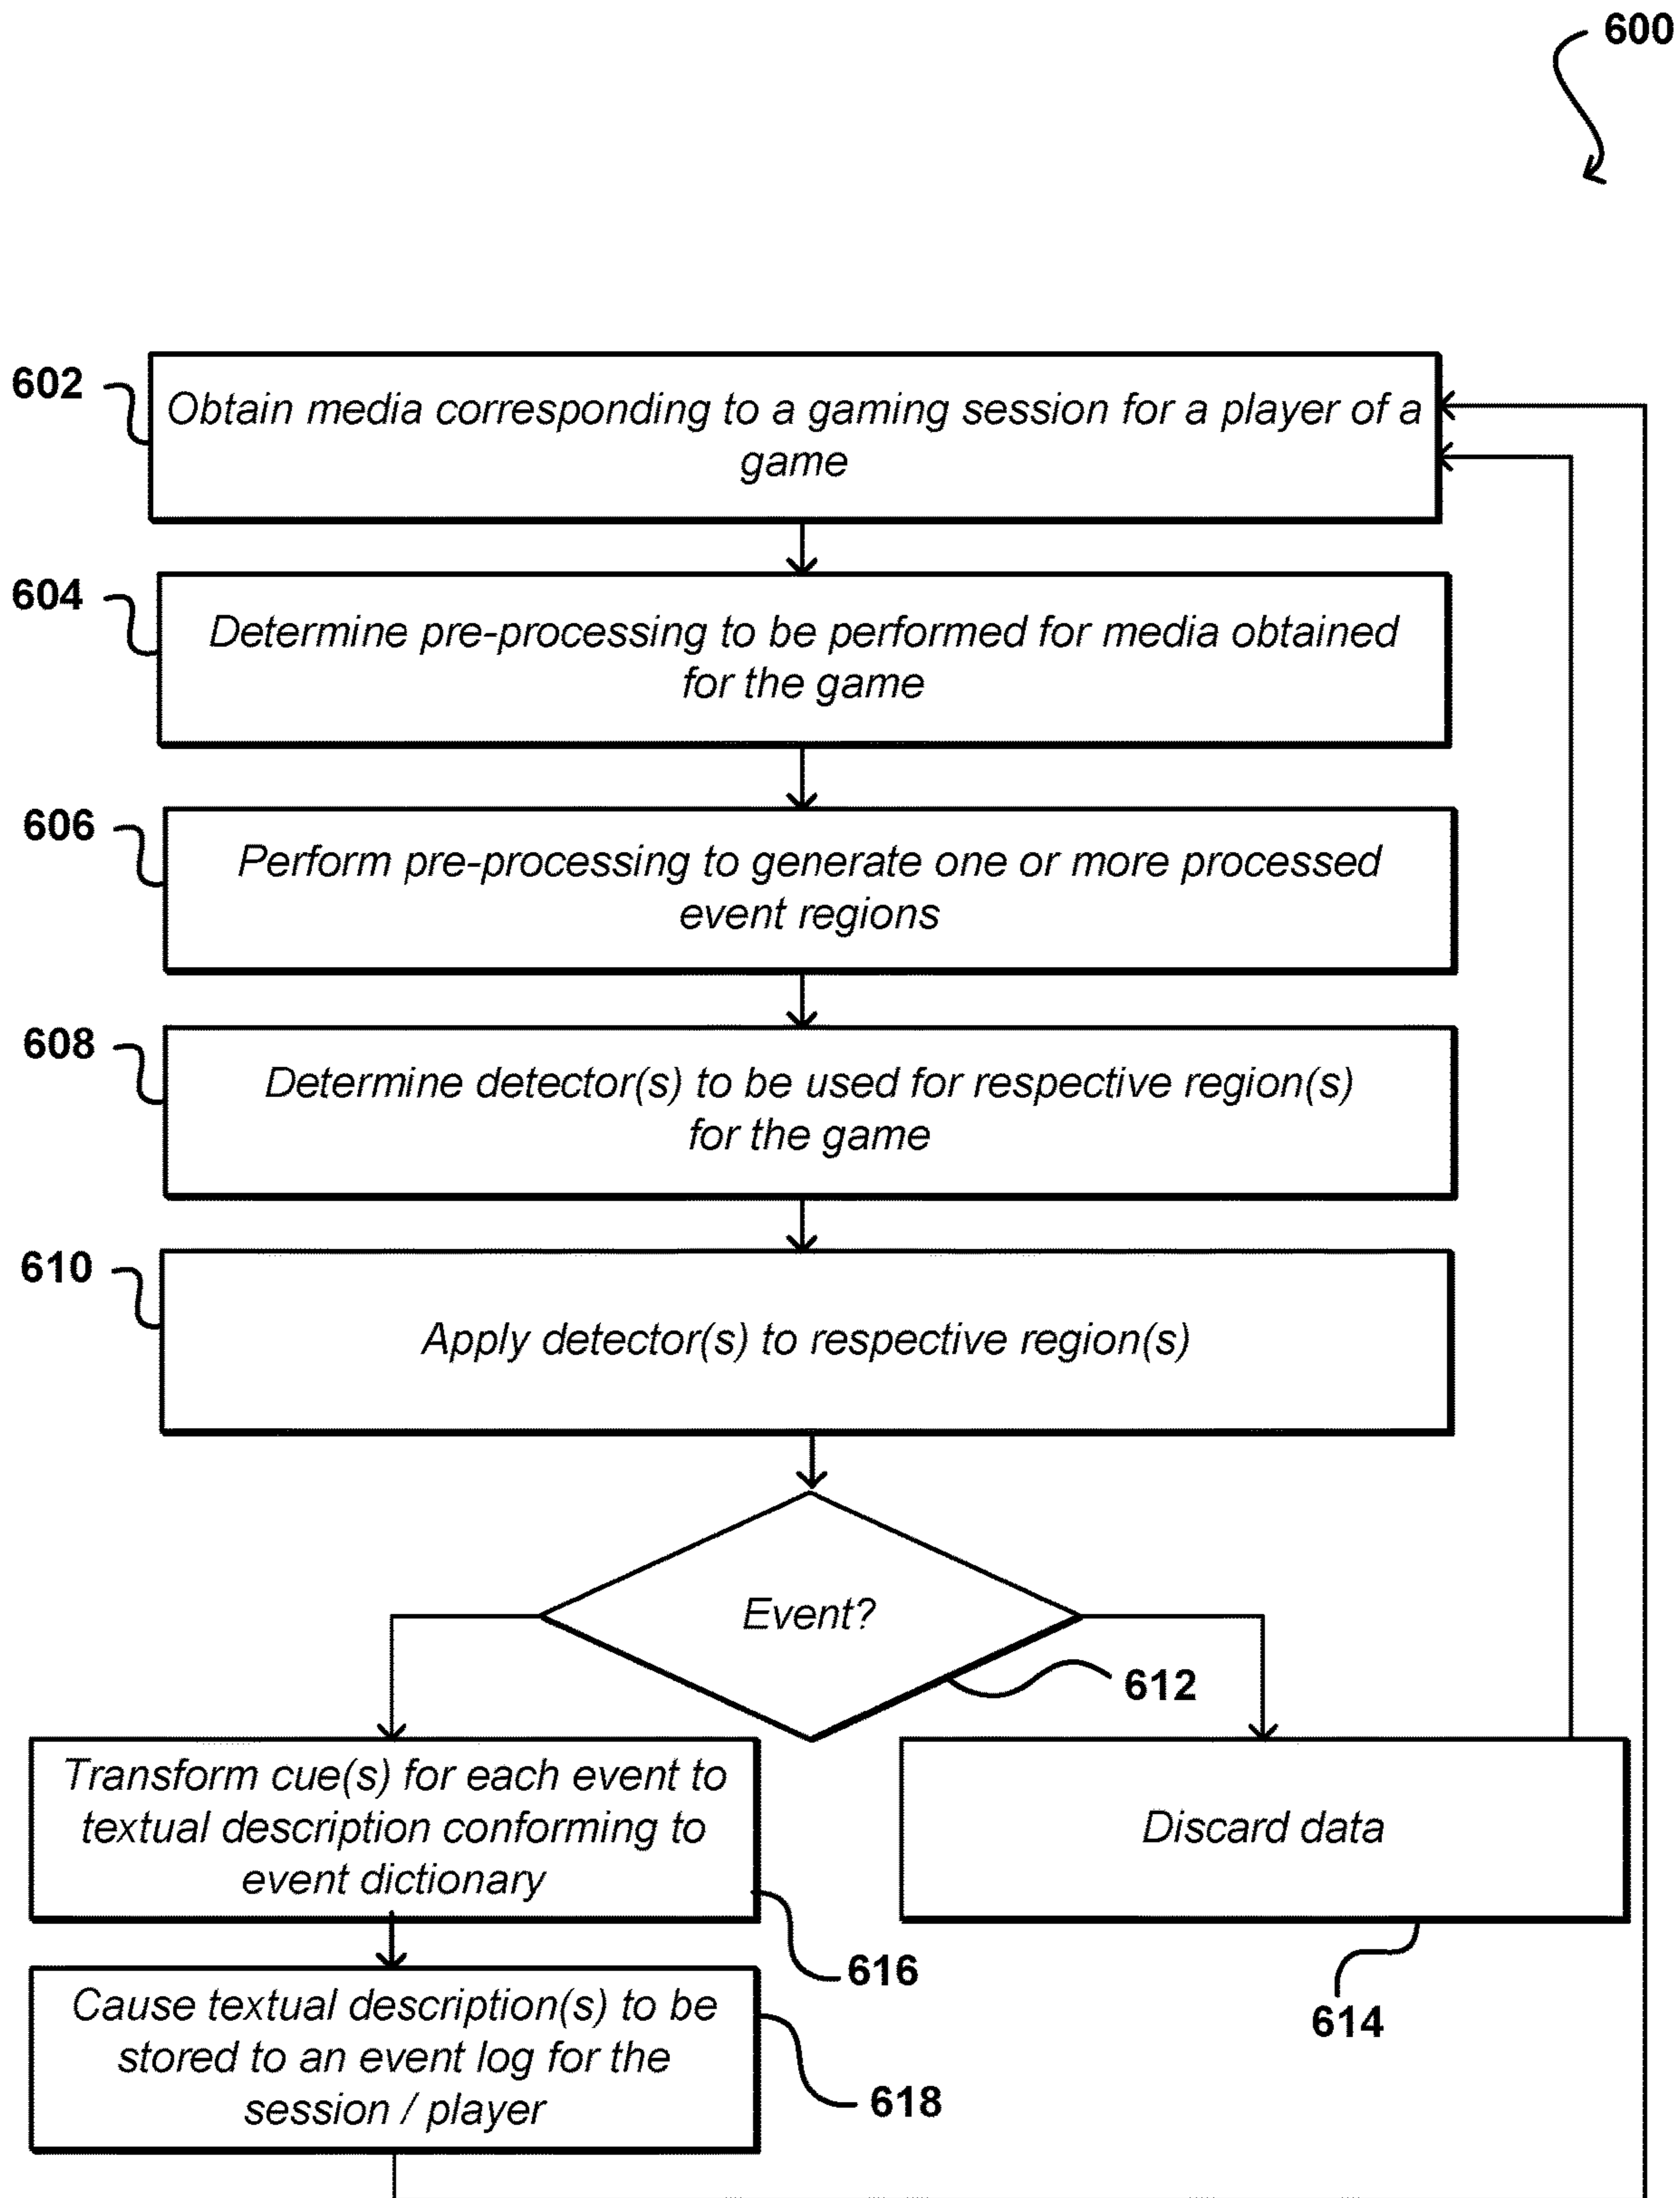 600
602
Obtain media corresponding to a gaming session for a player of a
game
604
Determine pre-processing to be performed for media obtained
for the game
606
Perform pre-processing to generate one or more processed
event regions
608
Determine detector(s) to be used for respective region(s)
for the game
610
Apply detector(s) to respective region(s)
Event?
612
Transform cue(s) for each event to
textual description conforming to
event dictionary
616
Discard data
614
Cause textual description(s) to be
stored to an event log for the
session / player
618